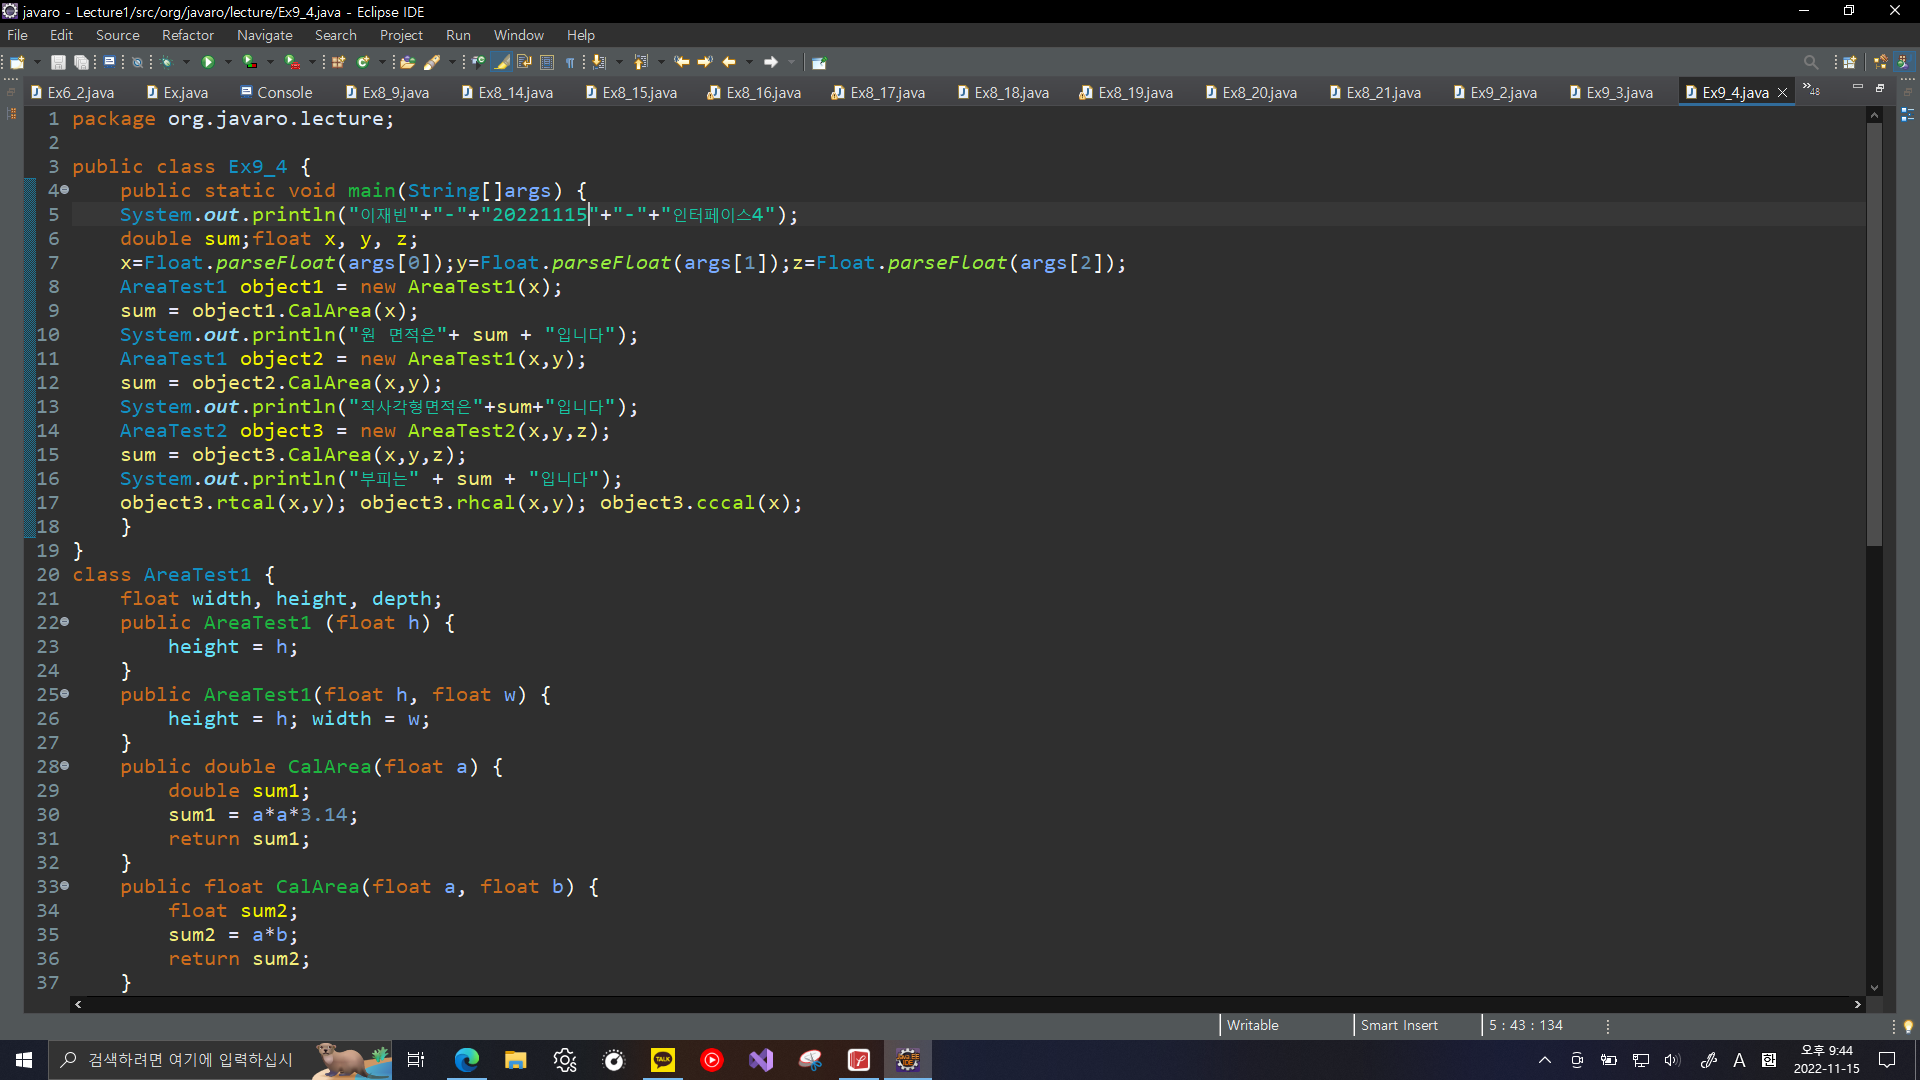 javaro - Lecture1/src/org/javaro/lecture/Ex9_4.java - Eclipse IDE
File Edit Source Refactor Navigate Search Project Run Window Help
Ex6_2.java Ex.java Console Ex8_9.java Ex8_14.java Ex8_15.java Ex8_16.java Ex8_17.java Ex8_18.java Ex8_19.java Ex8_20.java Ex8_21.java Ex9_2.java Ex9_3.java Ex9_4.java »48
1 package org.javaro.lecture;
2
3 public class Ex9_4 {
4 public static void main(String[]args) {
5 System.out.println("이재빈"+"-"+"20221115"+"-"+"인터페이스4");
6 double sum;float x, y, z;
7 x=Float.parseFloat(args[0]);y=Float.parseFloat(args[1]);z=Float.parseFloat(args[2]);
8 AreaTest1 object1 = new AreaTest1(x);
9 sum = object1.CalArea(x);
10 System.out.println("원 면적은"+ sum + "입니다");
11 AreaTest1 object2 = new AreaTest1(x,y);
12 sum = object2.CalArea(x,y);
13 System.out.println("직사각형면적은"+sum+"입니다");
14 AreaTest2 object3 = new AreaTest2(x,y,z);
15 sum = object3.CalArea(x,y,z);
16 System.out.println("부피는" + sum + "입니다");
17 object3.rtcal(x,y); object3.rhcal(x,y); object3.cccal(x);
18 }
19 }
20 class AreaTest1 {
21 float width, height, depth;
22 public AreaTest1 (float h) {
23 height = h;
24 }
25 public AreaTest1(float h, float w) {
26 height = h; width = w;
27 }
28 public double CalArea(float a) {
29 double sum1;
30 sum1 = a*a*3.14;
31 return sum1;
32 }
33 public float CalArea(float a, float b) {
34 float sum2;
35 sum2 = a*b;
36 return sum2;
37 }
Writable Smart Insert 5 : 43 : 134
검색하려면 여기에 입력하십시 TALK A 오후 9:44
2022-11-15